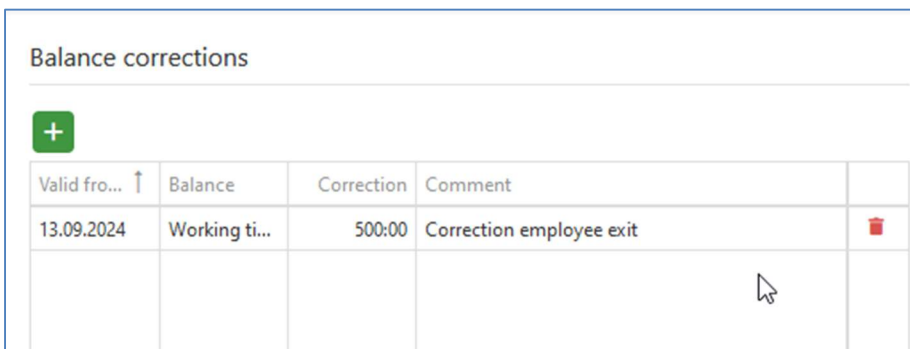 Balance corrections
+
Valid fro... ↑ Balance Correction Comment
13.09.2024 Working ti... 500:00 Correction employee exit